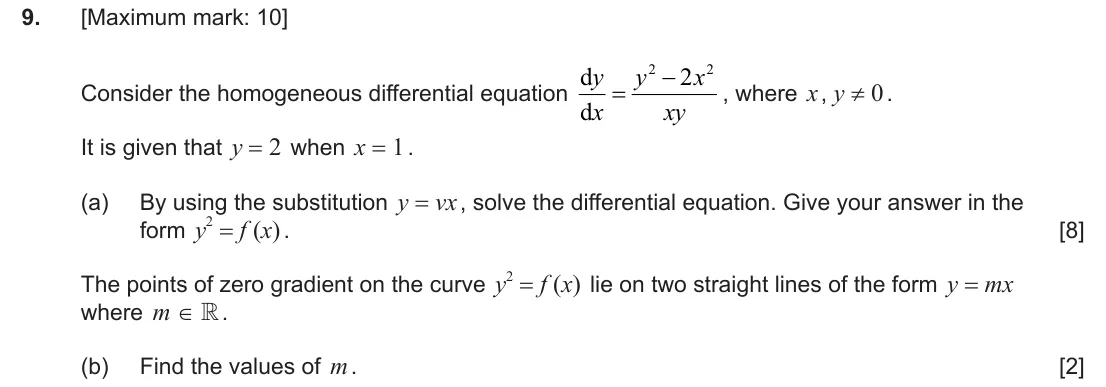 9. [Maximum mark: 10]
Consider the homogeneous differential equation dy/dx = (y² − 2x²)/(xy), where x, y ≠ 0.
It is given that y = 2 when x = 1.
(a) By using the substitution y = vx, solve the differential equation. Give your answer in the
form y² = f(x). [8]
The points of zero gradient on the curve y² = f(x) lie on two straight lines of the form y = mx
where m ∈ ℝ.
(b) Find the values of m. [2]